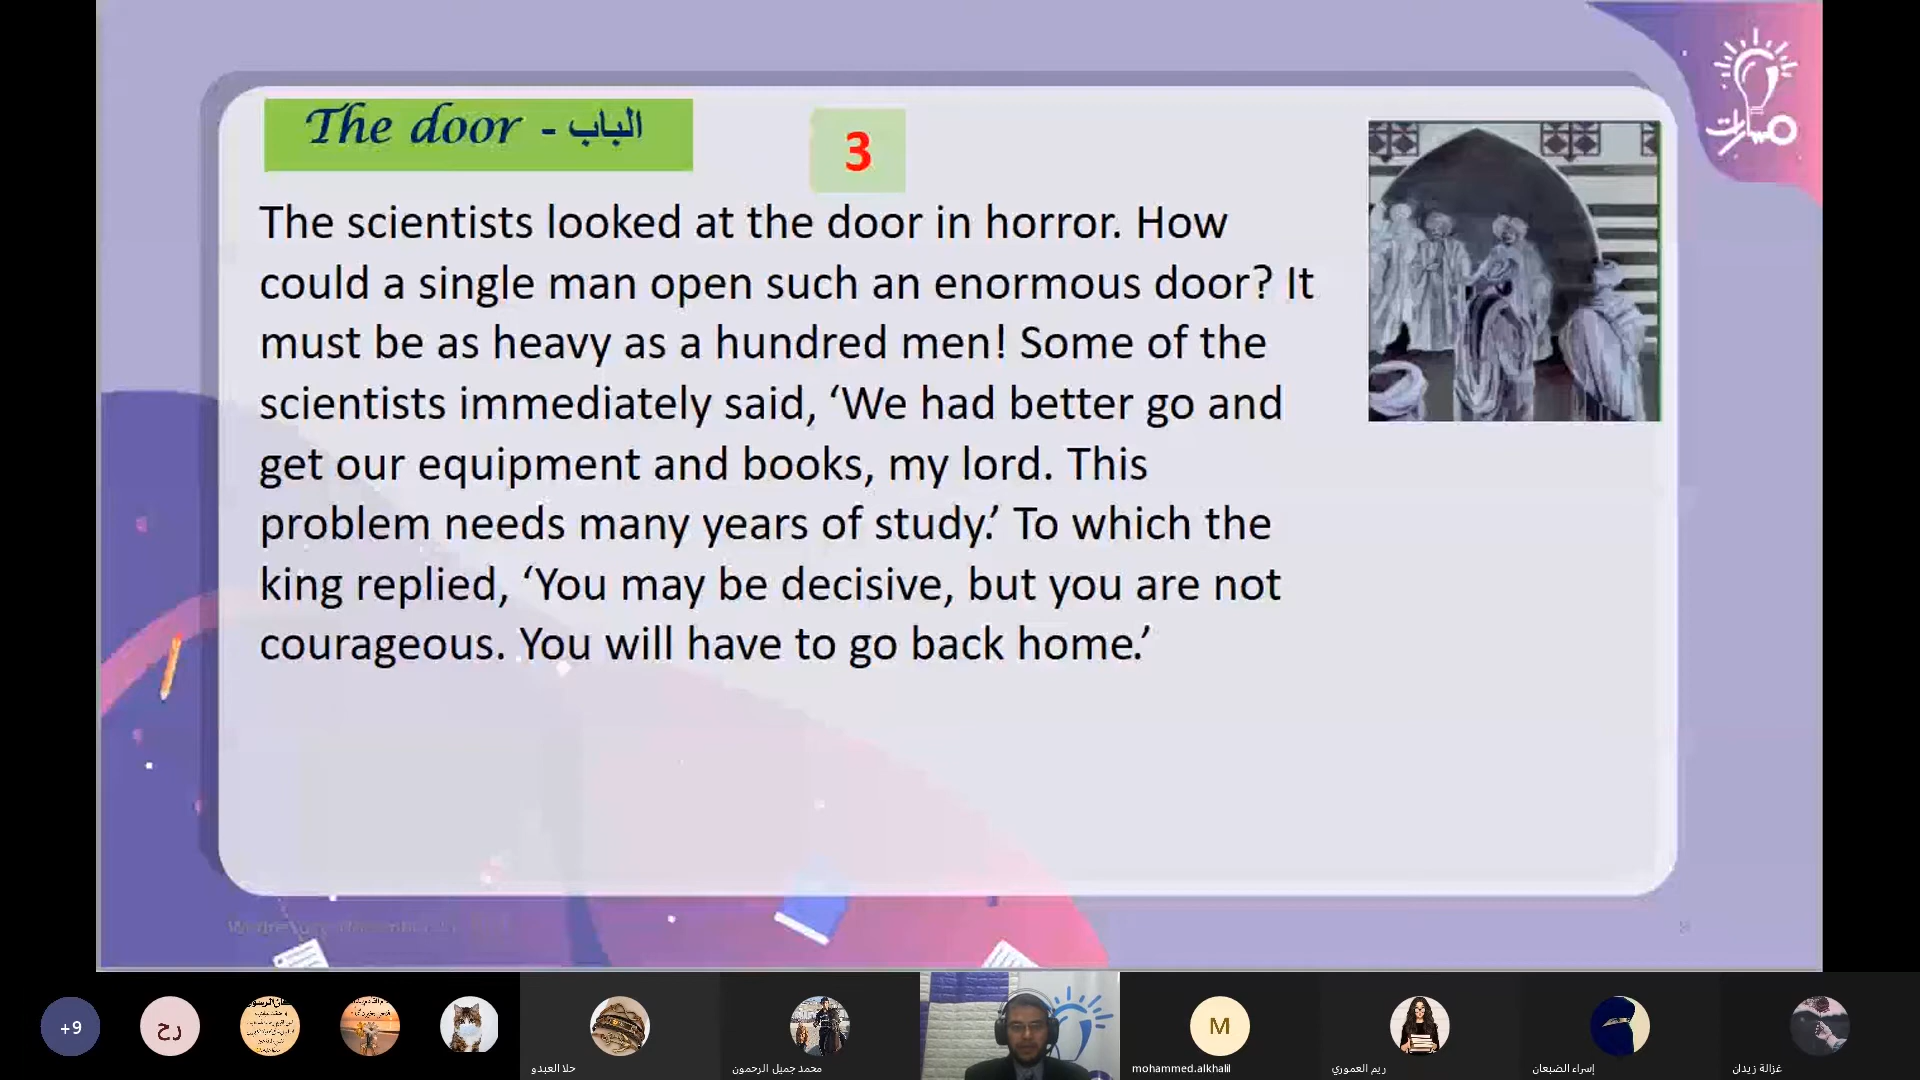 The door - الباب
3
مسارات
The scientists looked at the door in horror. How
could a single man open such an enormous door? It
must be as heavy as a hundred men! Some of the
scientists immediately said, ‘We had better go and
get our equipment and books, my lord. This
problem needs many years of study.’ To which the
king replied, ‘You may be decisive, but you are not
courageous. You will have to go back home.’
+9
رح
حلا العبدو
محمد جميل الرحمون
M
mohammed.alkhalil
ريم العموري
إسراء الضبعان
غزالة زيدان